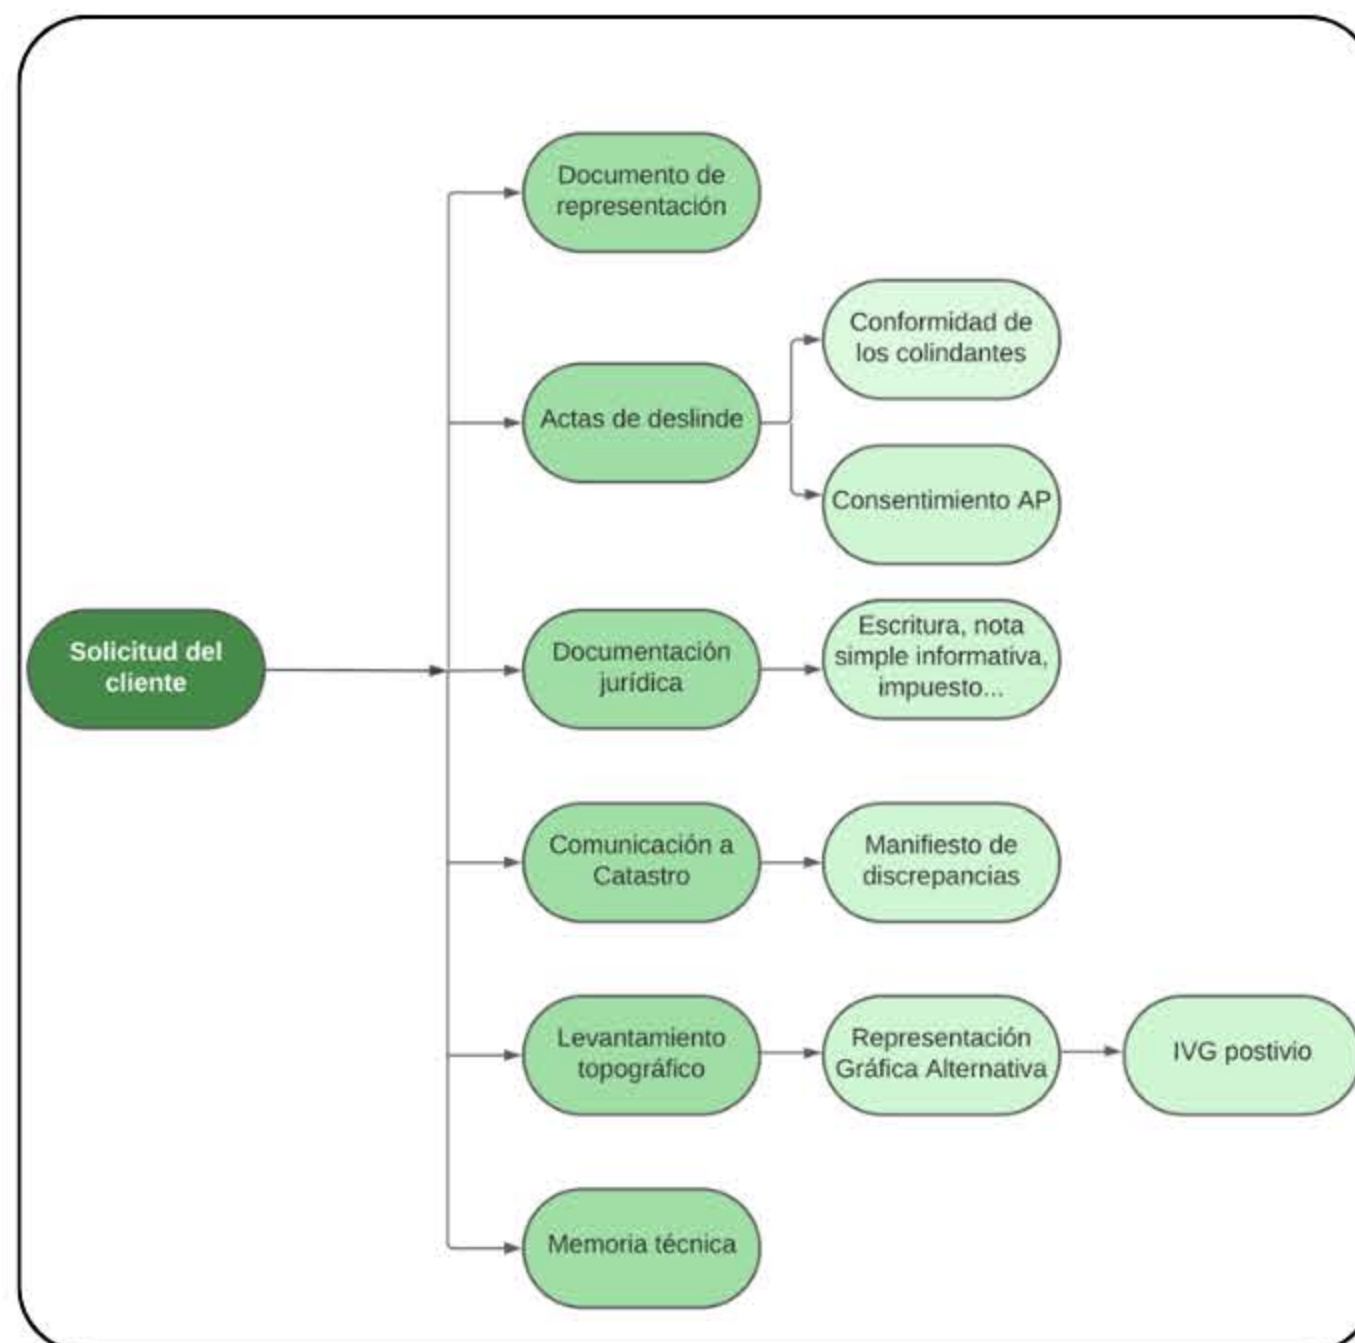 Documento de
representación
Conformidad de
los colindantes
Actas de deslinde
Consentimiento AP
Solicitud del
cliente
Documentación
jurídica
Escritura, nota
simple informativa,
impuesto...
Comunicación a
Catastro
Manifiesto de
discrepancias
Levantamiento
topográfico
Representación
Gráfica Alternativa
IVG postivio
Memoria técnica